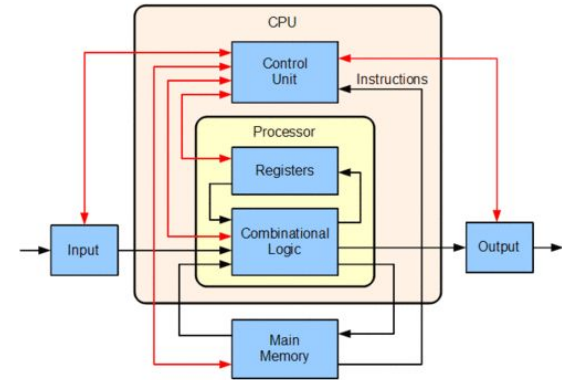 CPU
Control
Unit
Instructions
Processor
Registers
Combinational
Logic
Input
Output
Main
Memory